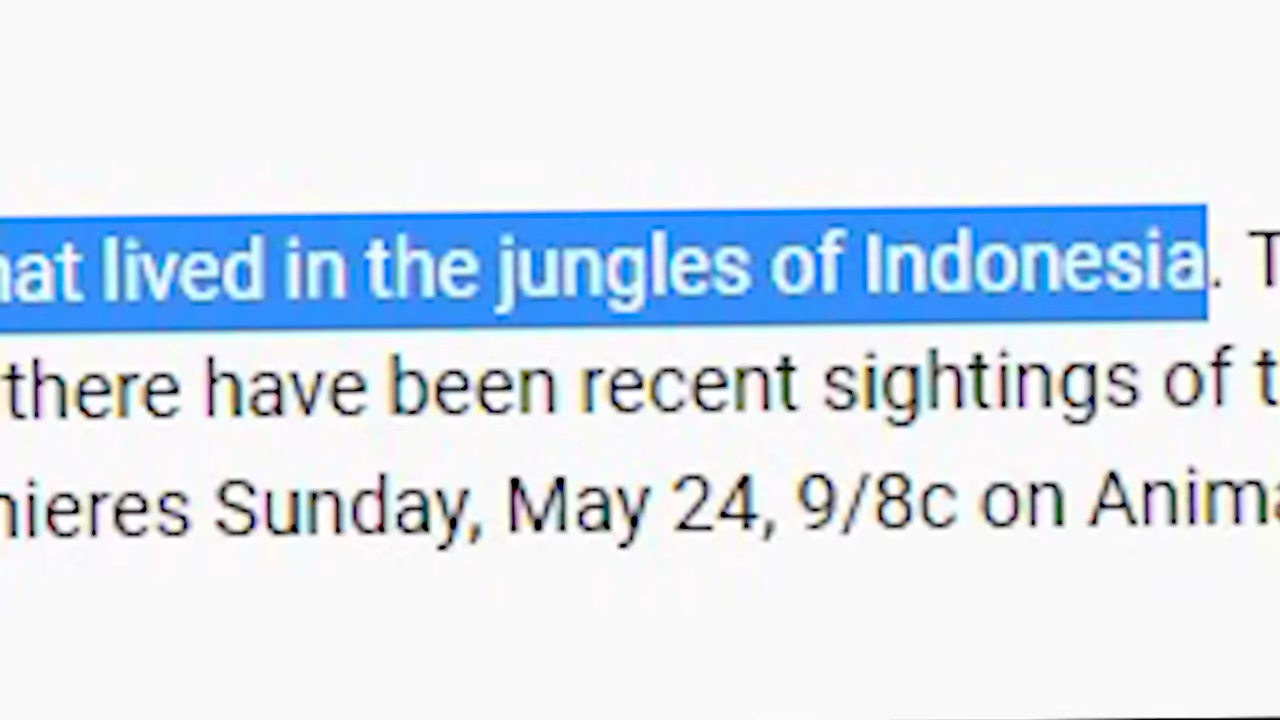 hat lived in the jungles of Indonesia. T
there have been recent sightings of t
nieres Sunday, May 24, 9/8c on Anima